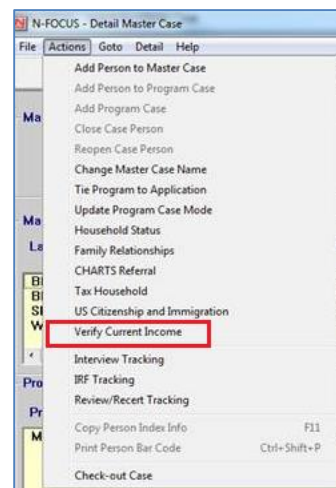 N-FOCUS - Detail Master Case
File Actions Goto Detail Help
Add Person to Master Case
Add Person to Program Case
Ma
Add Program Case
Close Case Person
Reopen Case Person
Change Master Case Name
Tie Program to Application
Ma
Update Program Case Mode
Household Status
La
Family Relationships
CHARTS Referral
BI
Tax Household
BI
SI
US Citizenship and Immigration
W
Verify Current Income
Interview Tracking
Pro
IRF Tracking
Review/Recert Tracking
Pr
M
Copy Person Index Info F11
Print Person Bar Code Ctrl+Shift+P
Check-out Case